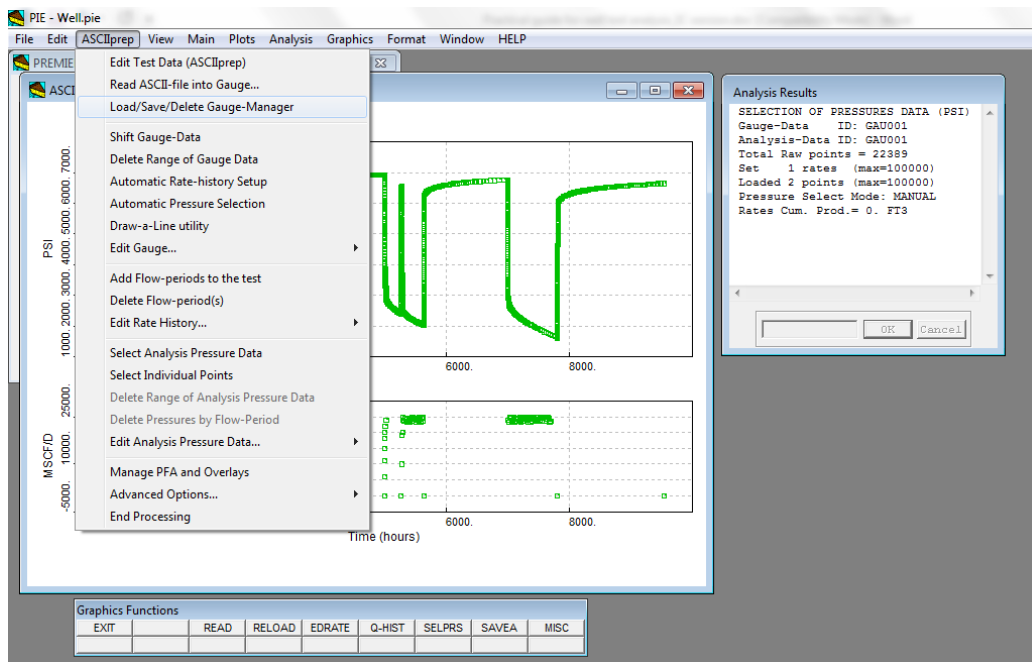 PIE - Well.pie
File Edit ASCIIprep View Main Plots Analysis Graphics Format Window HELP
PREMIE
ASCI
Edit Test Data (ASCIIprep)
Read ASCII-file into Gauge...
Load/Save/Delete Gauge-Manager
Shift Gauge-Data
Delete Range of Gauge Data
Automatic Rate-history Setup
Automatic Pressure Selection
Draw-a-Line utility
Edit Gauge...
Add Flow-periods to the test
Delete Flow-period(s)
Edit Rate History...
Select Analysis Pressure Data
Select Individual Points
Delete Range of Analysis Pressure Data
Delete Pressures by Flow-Period
Edit Analysis Pressure Data...
Manage PFA and Overlays
Advanced Options...
End Processing
PSI
1000. 2000. 3000. 4000. 5000. 6000. 7000.
6000. 8000.
MSCF/D
-5000. 10000. 25000.
6000. 8000.
Time (hours)
Analysis Results
SELECTION OF PRESSURES DATA (PSI)
Gauge-Data ID: GAU001
Analysis-Data ID: GAU001
Total Raw points = 22389
Set 1 rates (max=100000)
Loaded 2 points (max=100000)
Pressure Select Mode: MANUAL
Rates Cum. Prod.= 0. FT3
OK Cancel
Graphics Functions
EXIT READ RELOAD EDRATE Q-HIST SELPRS SAVEA MISC